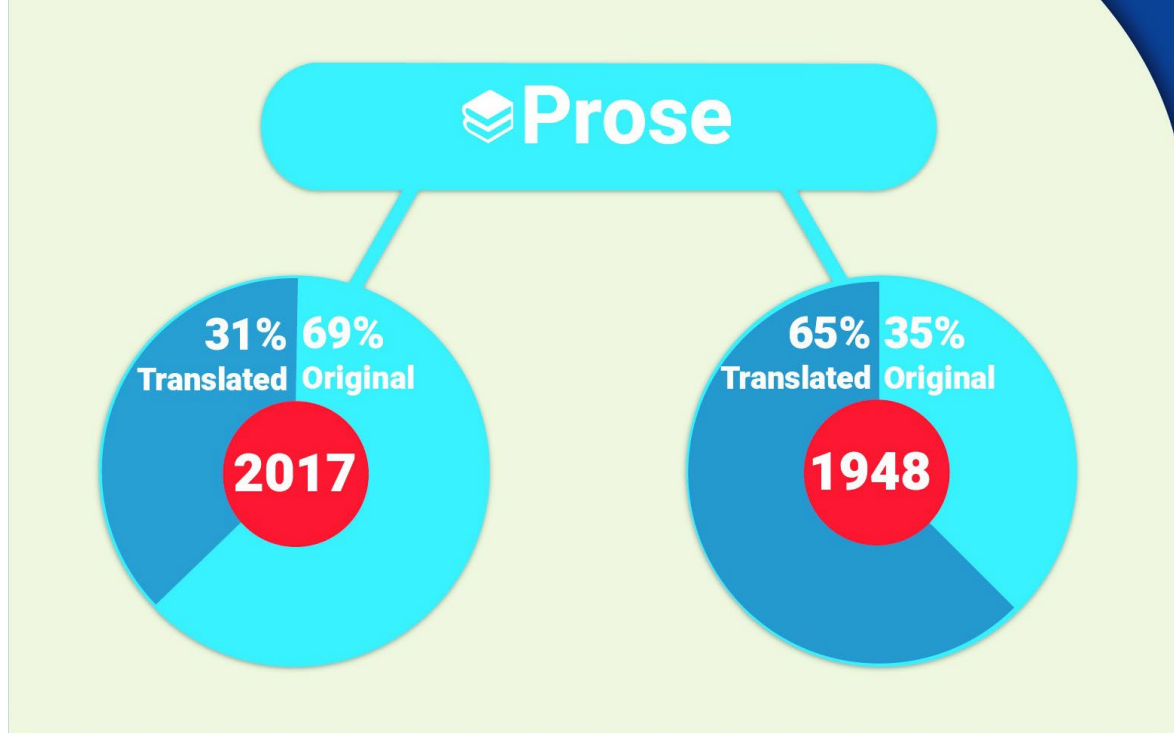 Prose
31% 69%
Translated Original
2017
65% 35%
Translated Original
1948